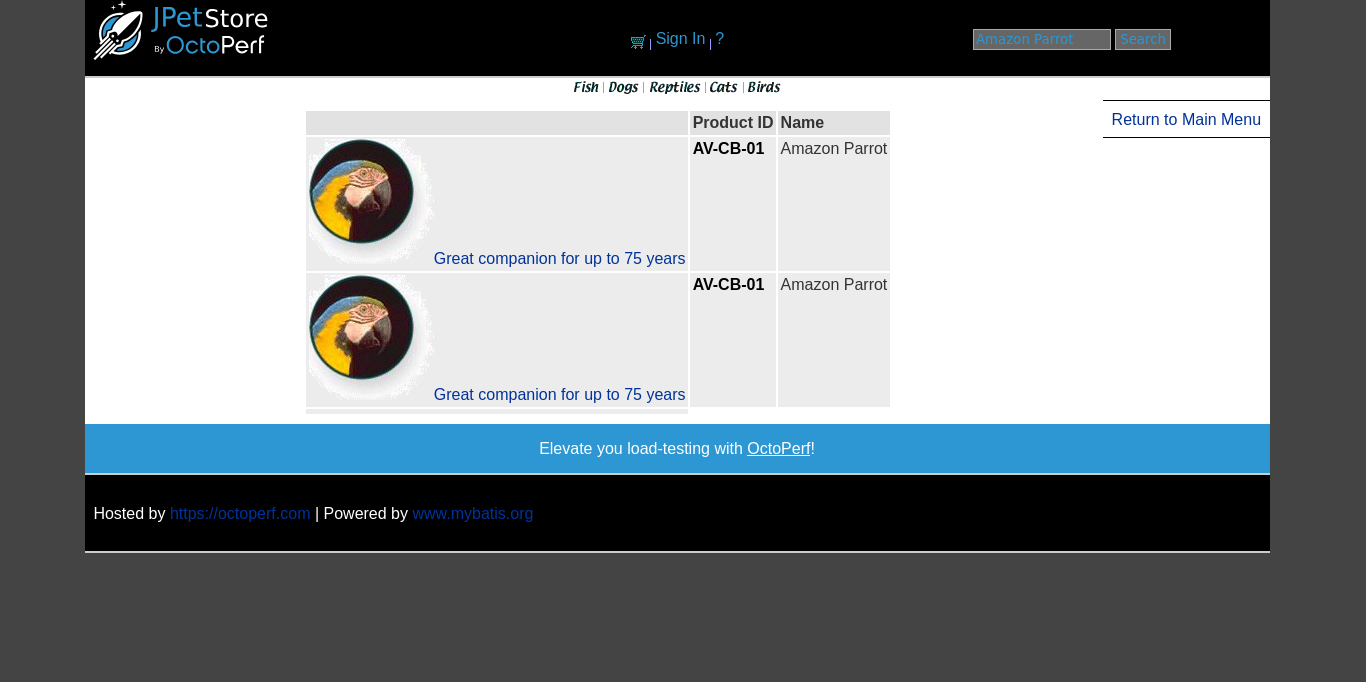 JPetStore
By OctoPerf
Sign In ?
Amazon Parrot Search
Fish Dogs Reptiles Cats Birds
Return to Main Menu
Product ID Name
AV-CB-01 Amazon Parrot
Great companion for up to 75 years
AV-CB-01 Amazon Parrot
Great companion for up to 75 years
Elevate you load-testing with OctoPerf!
Hosted by https://octoperf.com | Powered by www.mybatis.org